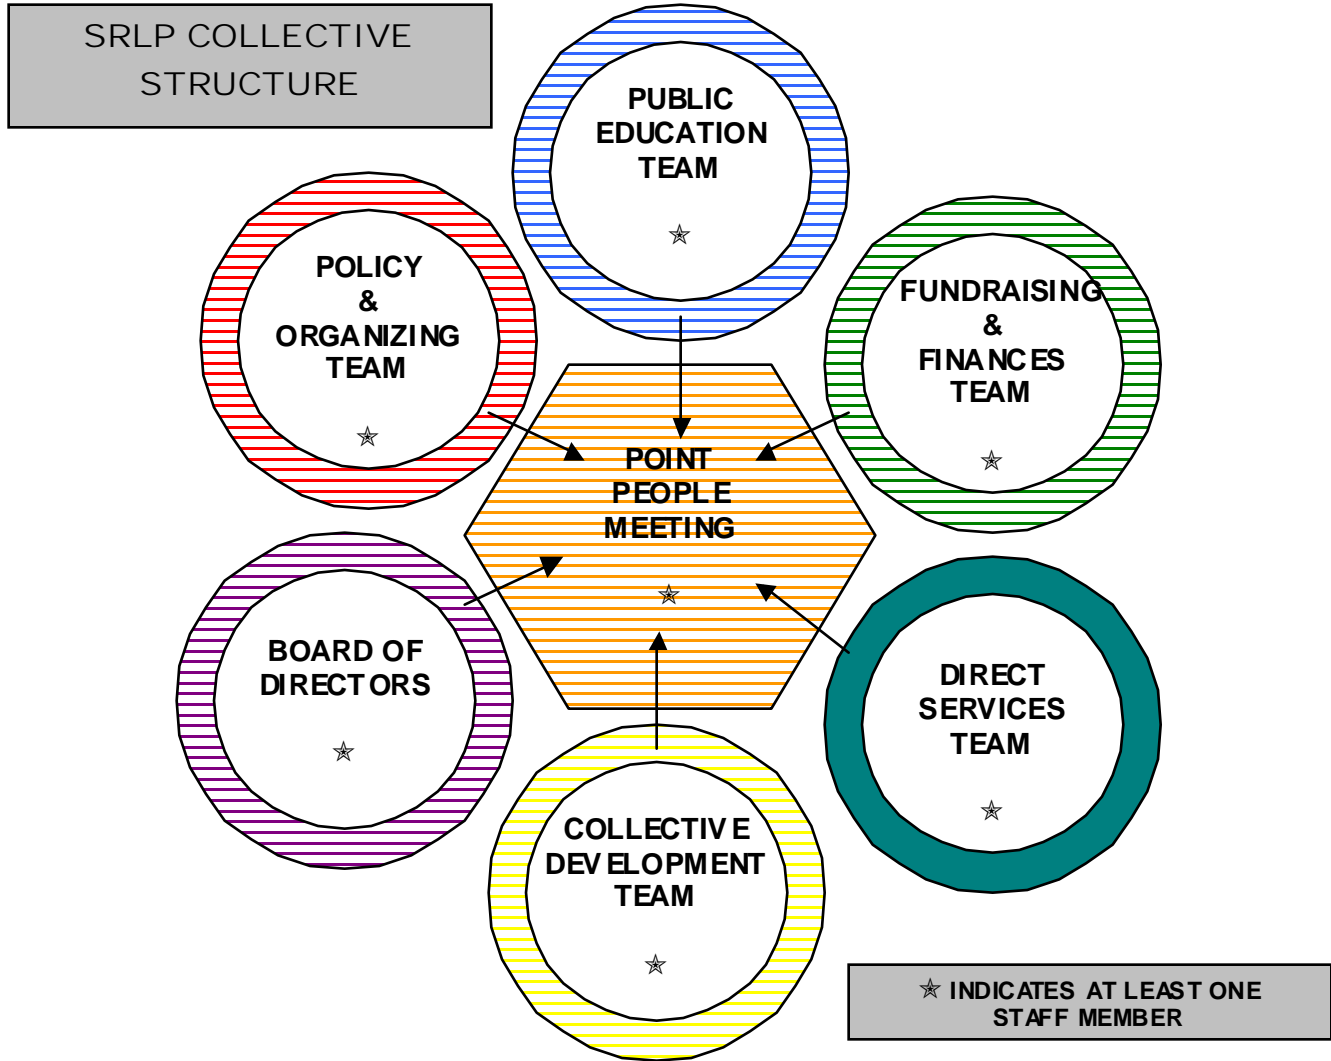 SRLP COLLECTIVE
STRUCTURE
PUBLIC
EDUCATION
TEAM
POLICY
&
ORGANIZING
TEAM
FUNDRAISING
&
FINANCES
TEAM
POINT
PEOPLE
MEETING
BOARD OF
DIRECTORS
DIRECT
SERVICES
TEAM
COLLECTIVE
DEVELOPMENT
TEAM
✯ INDICATES AT LEAST ONE
STAFF MEMBER